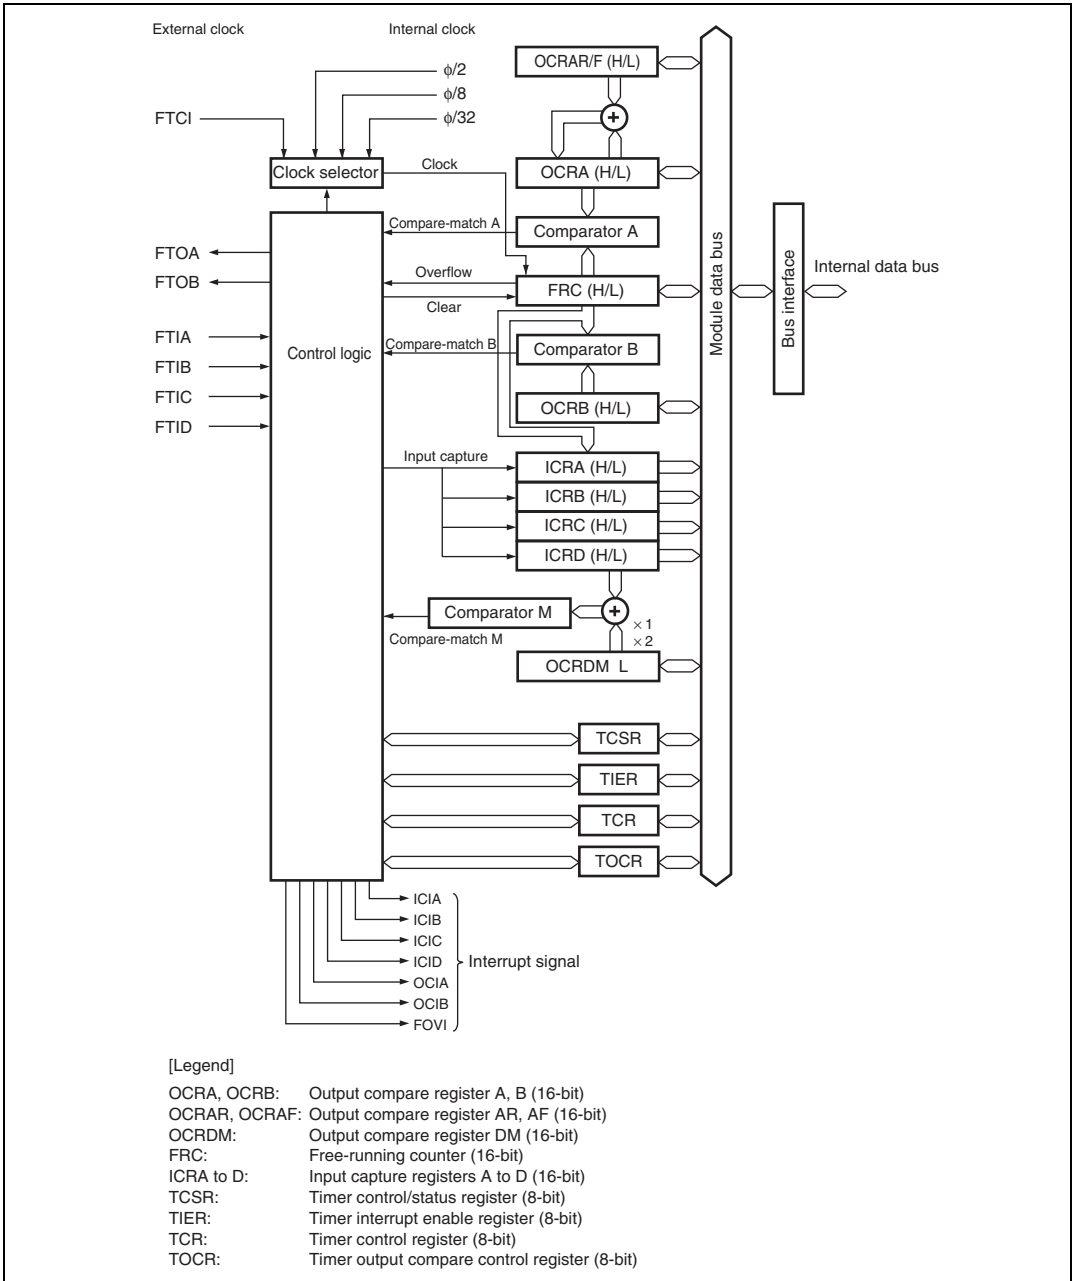 External clock
Internal clock
OCRAR/F (H/L)
ϕ/2
ϕ/8
ϕ/32
FTCI
+
Clock selector
Clock
OCRA (H/L)
Compare-match A
Comparator A
FTOA
FTOB
Overflow
FRC (H/L)
Clear
Module data bus
Bus interface
Internal data bus
FTIA
FTIB
FTIC
FTID
Control logic
Compare-match B
Comparator B
OCRB (H/L)
Input capture
ICRA (H/L)
ICRB (H/L)
ICRC (H/L)
ICRD (H/L)
Comparator M
+
× 1
× 2
Compare-match M
OCRDM L
TCSR
TIER
TCR
TOCR
ICIA
ICIB
ICIC
ICID
OCIA
OCIB
FOVI
Interrupt signal
[Legend]
OCRA, OCRB: Output compare register A, B (16-bit)
OCRAR, OCRAF: Output compare register AR, AF (16-bit)
OCRDM: Output compare register DM (16-bit)
FRC: Free-running counter (16-bit)
ICRA to D: Input capture registers A to D (16-bit)
TCSR: Timer control/status register (8-bit)
TIER: Timer interrupt enable register (8-bit)
TCR: Timer control register (8-bit)
TOCR: Timer output compare control register (8-bit)